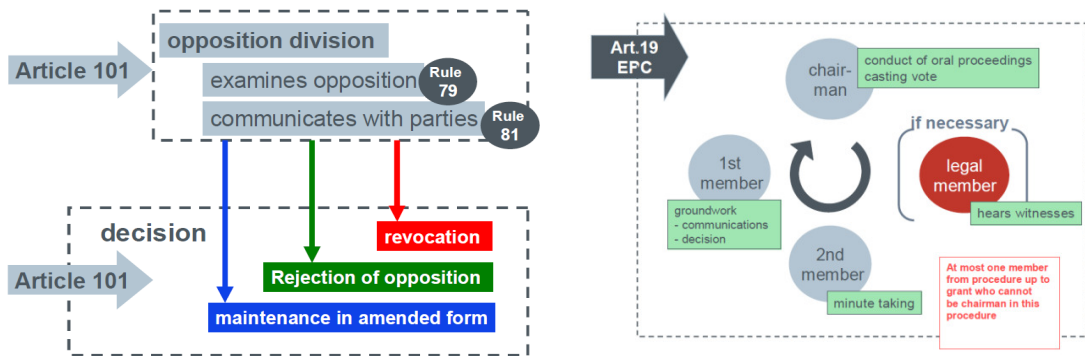 Article 101
opposition division
examines opposition
Rule
79
communicates with parties
Rule
81
Article 101
decision
revocation
Rejection of opposition
maintenance in amended form
Art.19
EPC
chair-
man
conduct of oral proceedings
casting vote
if necessary
1st
member
legal
member
hears witnesses
groundwork
- communications
- decision
2nd
member
minute taking
At most one member
from procedure up to
grant who cannot
be chairman in this
procedure